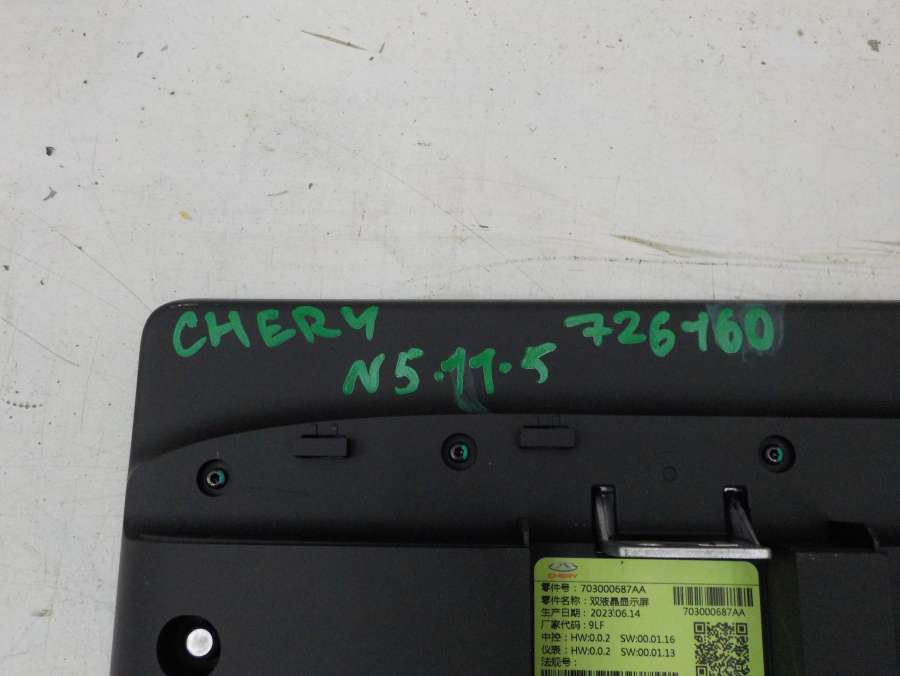 CHERY
726160
N5.11.5
CHERY
零件号：703000687AA
零件名称：双液晶显示屏
703000687AA
生产日期：2023.06.14
厂家代码：9LF
中控：HW:0.0.2 SW:00.01.16
仪表：HW:0.0.2 SW:00.01.13
法规号：